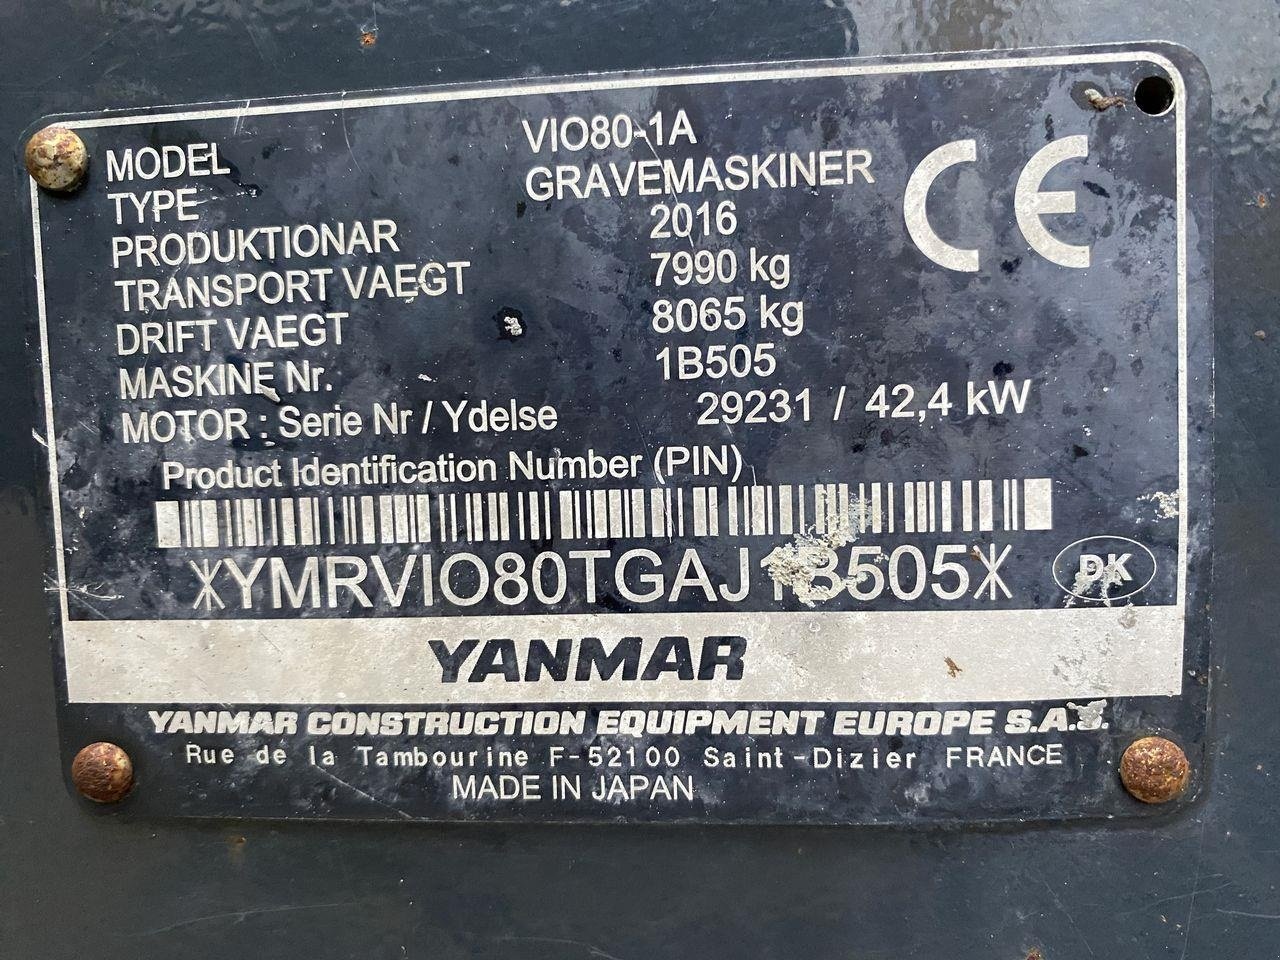 MODEL VIO80-1A
TYPE GRAVEMASKINER
PRODUKTIONAR 2016
TRANSPORT VAEGT 7990 kg
DRIFT VAEGT 8065 kg
MASKINE Nr. 1B505
MOTOR : Serie Nr / Ydelse 29231 / 42,4 kW
CE
Product Identification Number (PIN)
*YMRVIO80TGAJ1B505*
DK
YANMAR
YANMAR CONSTRUCTION EQUIPMENT EUROPE S.A.S.
Rue de la Tambourine F-52100 Saint-Dizier FRANCE
MADE IN JAPAN